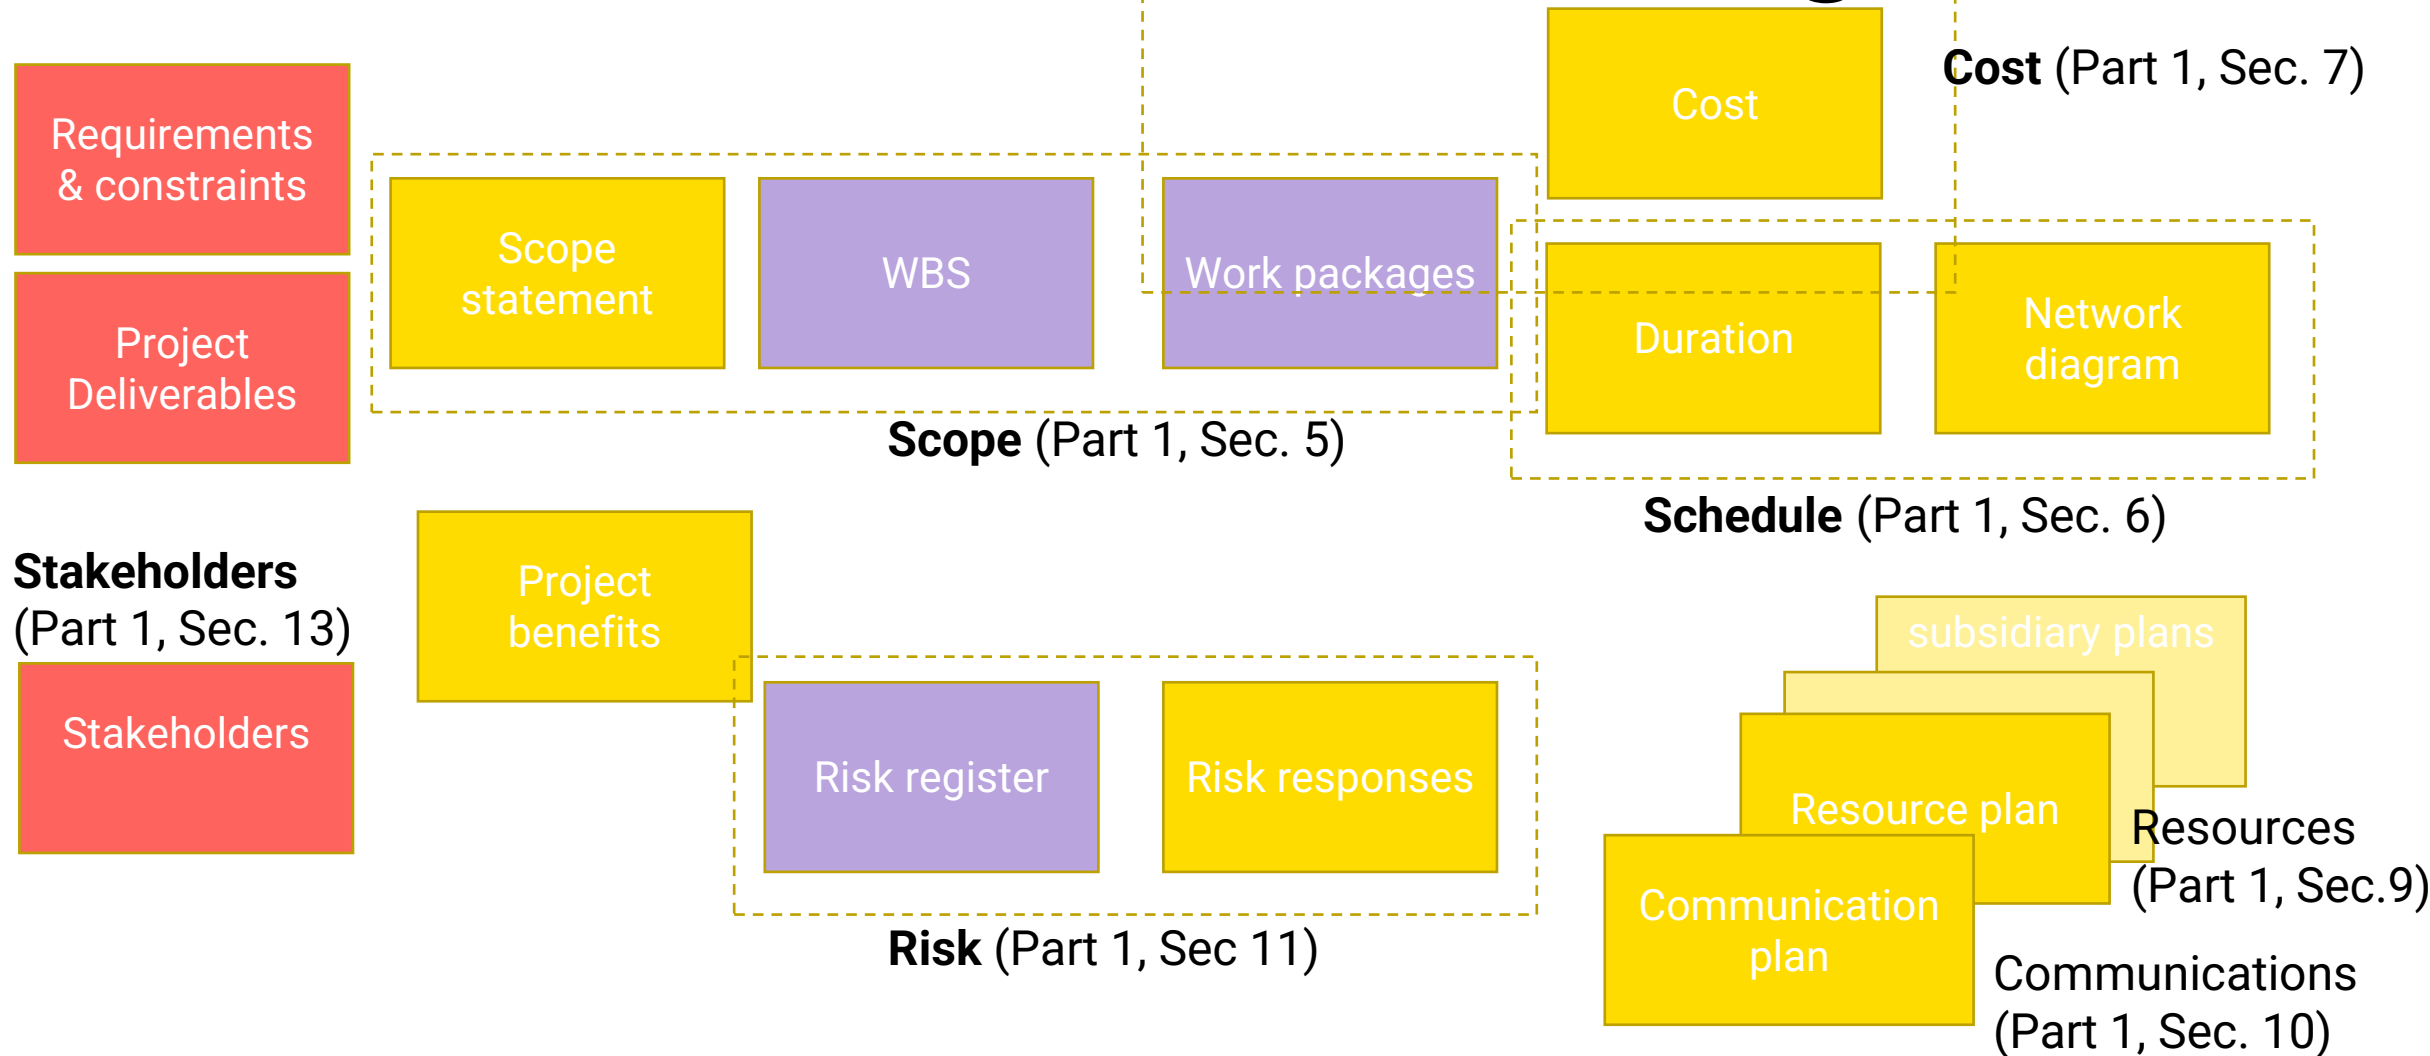 Cost (Part 1, Sec. 7)
Cost
Requirements
& constraints
Scope
statement
WBS
Work packages
Project
Deliverables
Duration
Network
diagram
Scope (Part 1, Sec. 5)
Schedule (Part 1, Sec. 6)
Stakeholders
(Part 1, Sec. 13)
Project
benefits
Stakeholders
Risk register
Risk responses
Risk (Part 1, Sec 11)
subsidiary plans
Resource plan
Resources
(Part 1, Sec.9)
Communication
plan
Communications
(Part 1, Sec. 10)